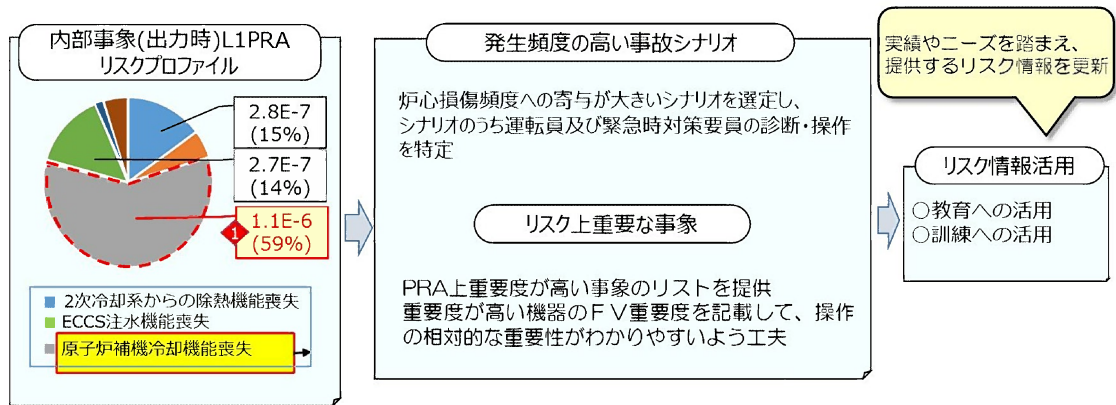 内部事象(出力時)L1PRA
リスクプロファイル
2.8E-7
(15%)
2.7E-7
(14%)
1
1.1E-6
(59%)
2次冷却系からの除熱機能喪失
ECCS注水機能喪失
原子炉補機冷却機能喪失
発生頻度の高い事故シナリオ
炉心損傷頻度への寄与が大きいシナリオを選定し、
シナリオのうち運転員及び緊急時対策要員の診断・操作
を特定
リスク上重要な事象
PRA上重要度が高い事象のリストを提供
重要度が高い機器のFV重要度を記載して、操作
の相対的な重要性がわかりやすいよう工夫
実績やニーズを踏まえ、
提供するリスク情報を更新
リスク情報活用
○教育への活用
○訓練への活用